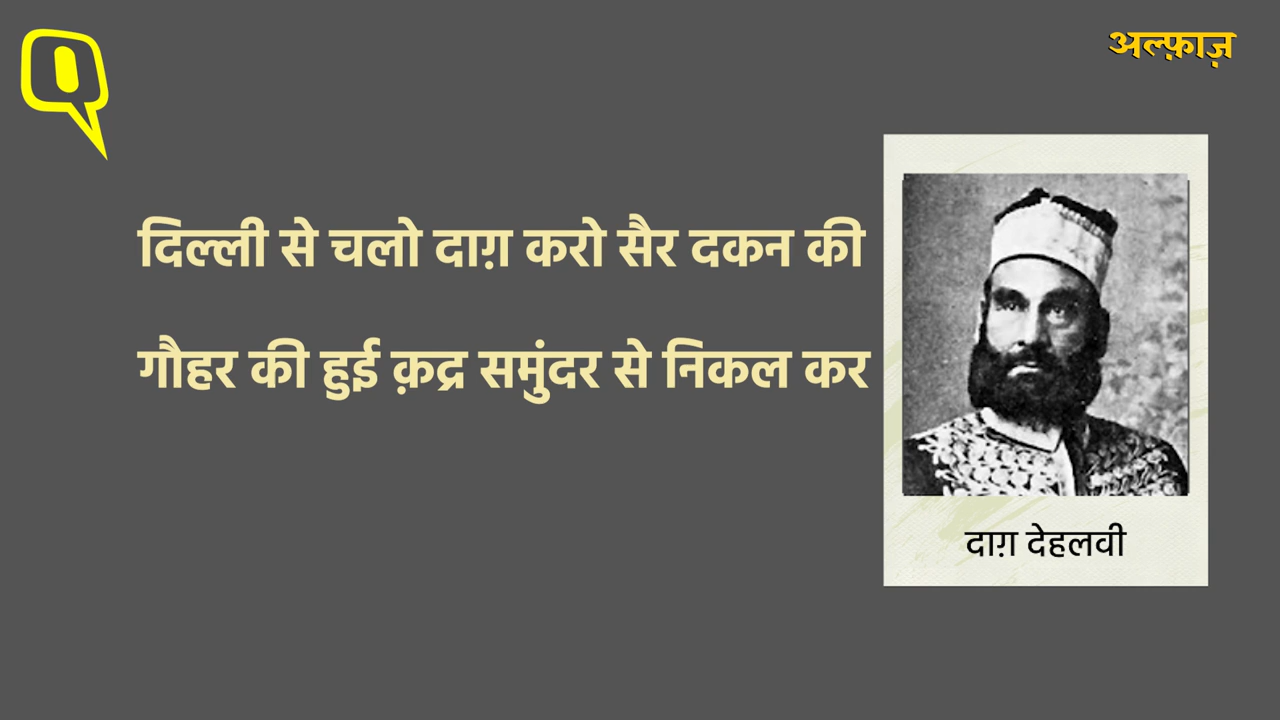 अल्फ़ाज़
दिल्ली से चलो दाग़ करो सैर दकन की
गौहर की हुई क़द्र समुंदर से निकल कर
दाग़ देहलवी